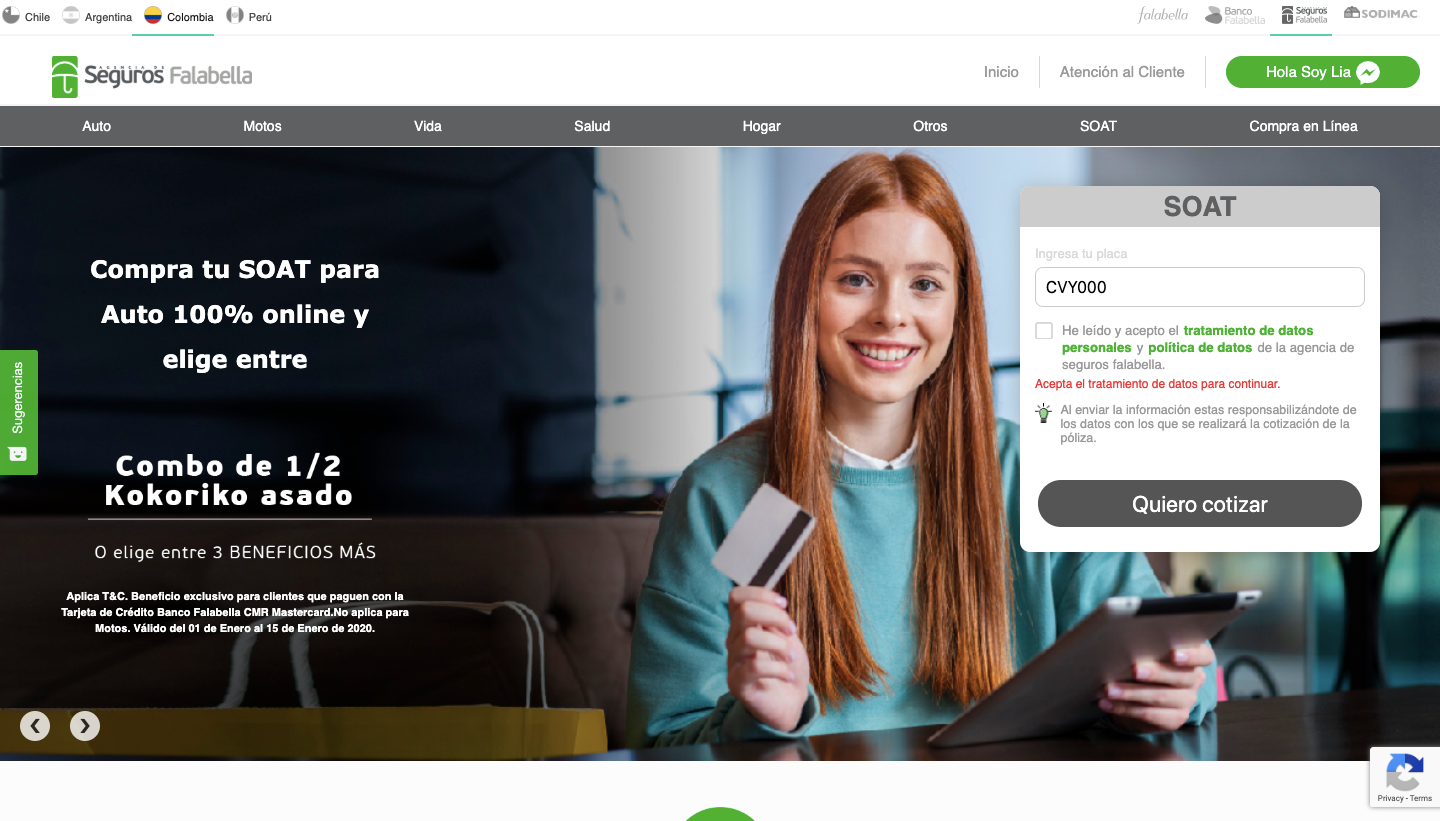 Chile Argentina Colombia Perú
falabella Banco Falabella Seguros Falabella SODIMAC
AGENCIA DE
Seguros Falabella
Inicio Atención al Cliente Hola Soy Lia
Auto Motos Vida Salud Hogar Otros SOAT Compra en Línea
Compra tu SOAT para
Auto 100% online y
elige entre
Combo de 1/2
Kokoriko asado
O elige entre 3 BENEFICIOS MÁS
Aplica T&C. Beneficio exclusivo para clientes que paguen con la
Tarjeta de Crédito Banco Falabella CMR Mastercard.No aplica para
Motos. Válido del 01 de Enero al 15 de Enero de 2020.
Sugerencias
SOAT
Ingresa tu placa
CVY000
He leído y acepto el tratamiento de datos
personales y política de datos de la agencia de
seguros falabella.
Acepta el tratamiento de datos para continuar.
Al enviar la información estas responsabilizándote de
los datos con los que se realizará la cotización de la
póliza.
Quiero cotizar
Privacy - Terms